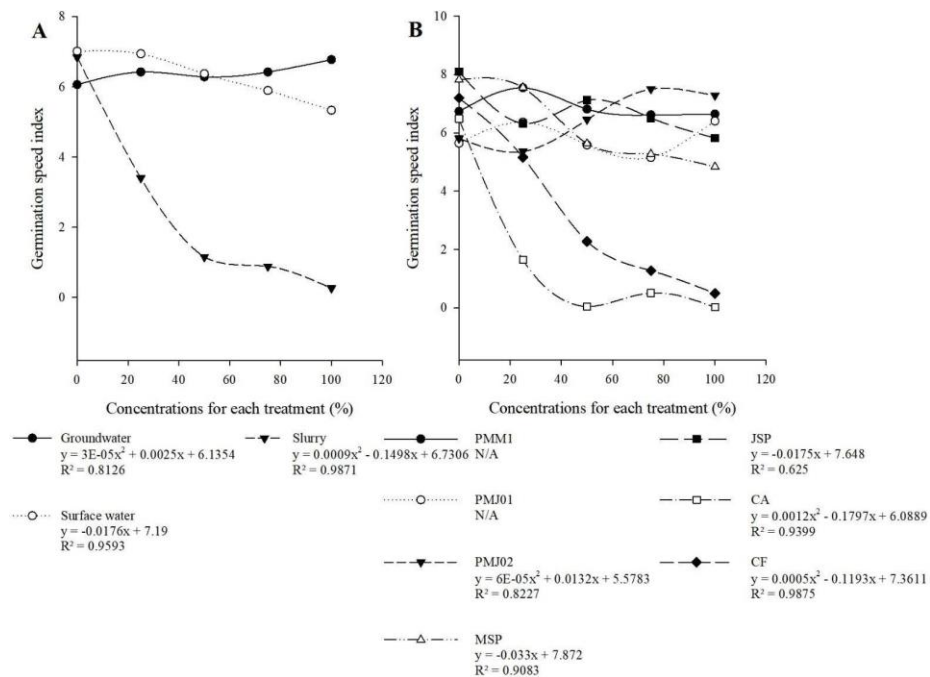 A
B
Germination speed index
8
6
4
2
0
0 20 40 60 80 100 120
Concentrations for each treatment (%)
Germination speed index
10
8
6
4
2
0
0 20 40 60 80 100 120
Concentrations for each treatment (%)
Groundwater
y = 3E-05x² + 0.0025x + 6.1354
R² = 0.8126
Surface water
y = -0.0176x + 7.19
R² = 0.9593
Slurry
y = 0.0009x² - 0.1498x + 6.7306
R² = 0.9871
PMM1
N/A
PMJ01
N/A
PMJ02
y = 6E-05x² + 0.0132x + 5.5783
R² = 0.8227
MSP
y = -0.033x + 7.872
R² = 0.9083
JSP
y = -0.0175x + 7.648
R² = 0.625
CA
y = 0.0012x² - 0.1797x + 6.0889
R² = 0.9399
CF
y = 0.0005x² - 0.1193x + 7.3611
R² = 0.9875